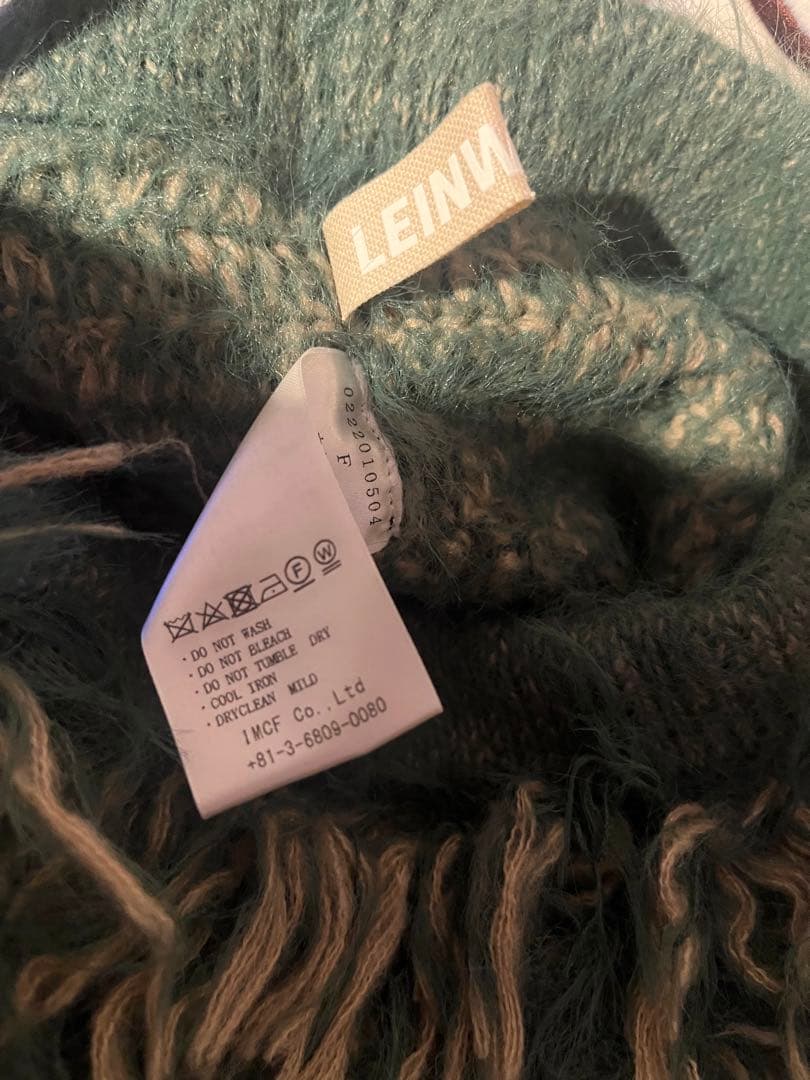 LEINW
0222010504
F
F W
· DO NOT WASH
· DO NOT BLEACH
· DO NOT TUMBLE DRY
· COOL IRON
· DRYCLEAN MILD
IMCF Co.,Ltd
+81-3-6809-0080